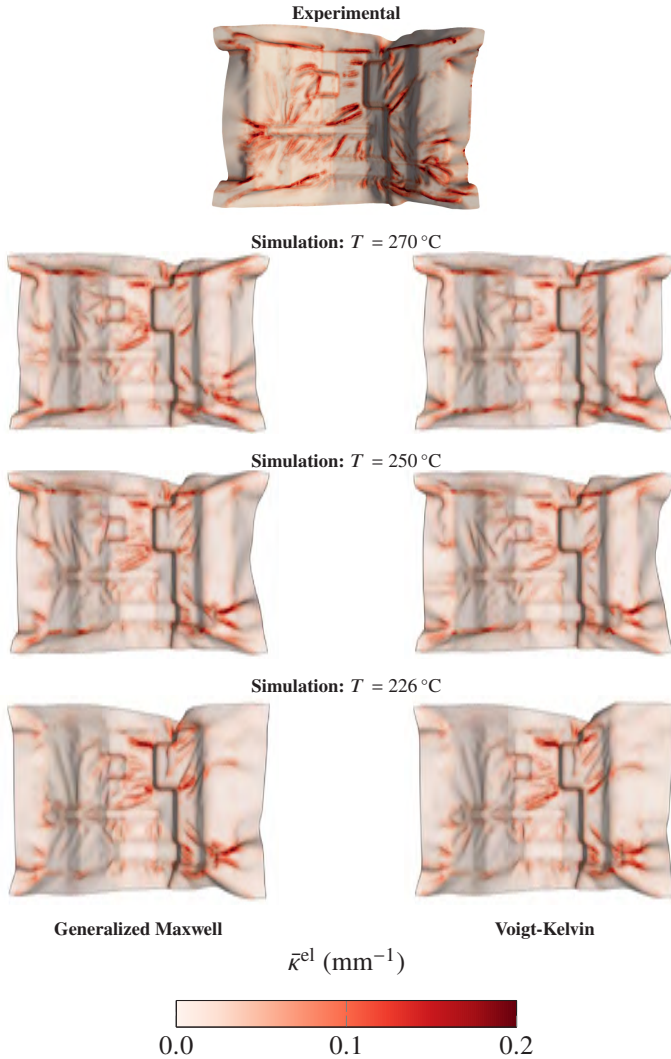 Experimental
Simulation: T = 270 °C
Simulation: T = 250 °C
Simulation: T = 226 °C
Generalized Maxwell Voigt-Kelvin
κ̄ᵉˡ (mm⁻¹)
0.0 0.1 0.2